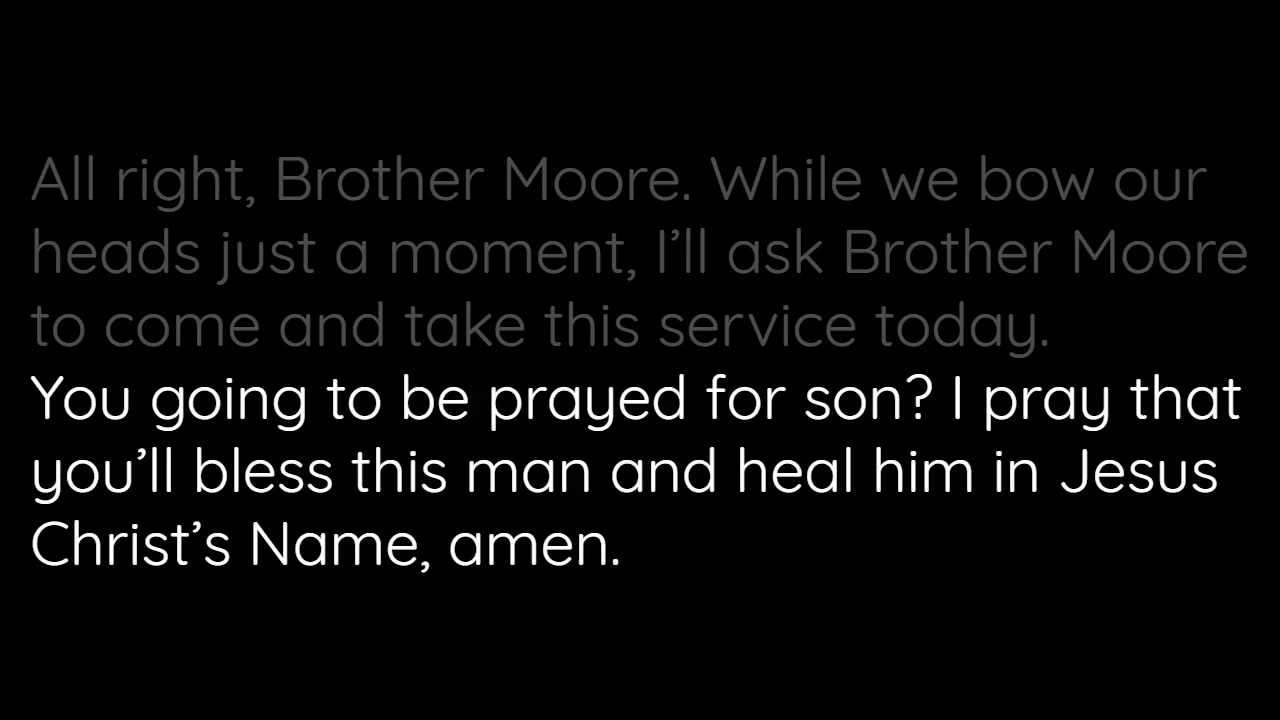 All right, Brother Moore. While we bow our
heads just a moment, I’ll ask Brother Moore
to come and take this service today.
You going to be prayed for son? I pray that
you’ll bless this man and heal him in Jesus
Christ’s Name, amen.